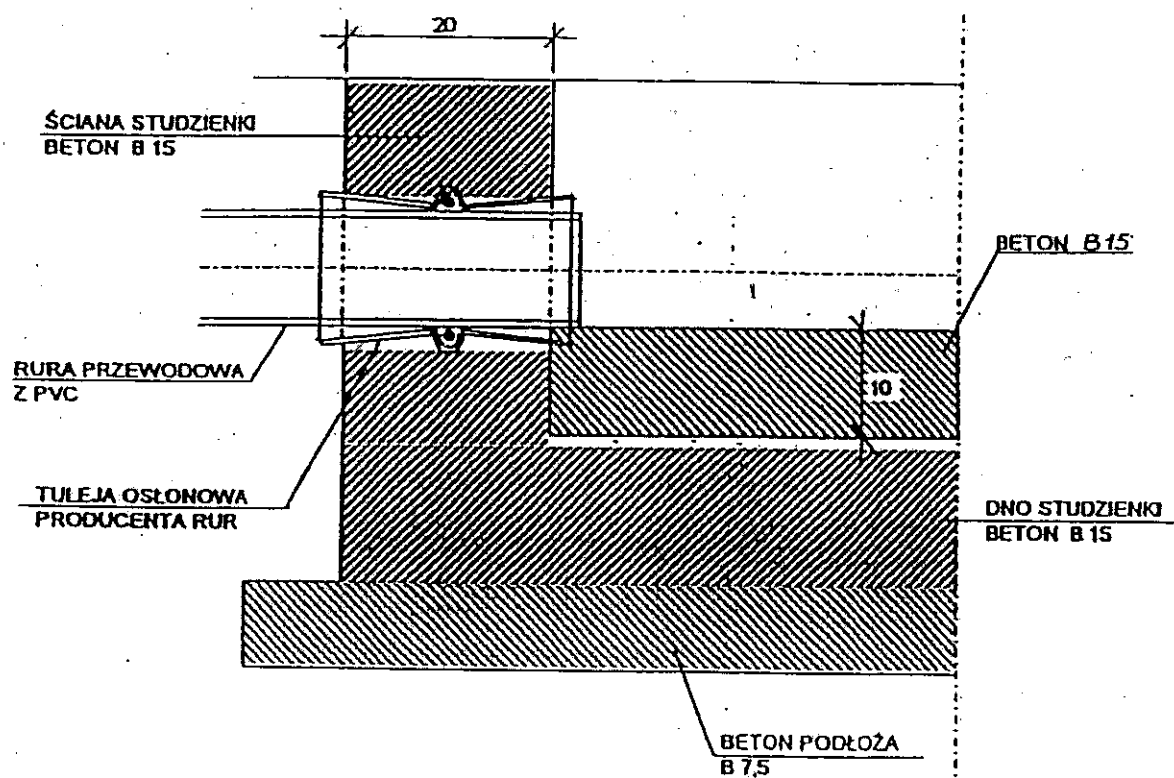 20
ŚCIANA STUDZIENKI
BETON B 15
BETON B15
10
RURA PRZEWODOWA
Z PVC
TULEJA OSŁONOWA
PRODUCENTA RUR
DNO STUDZIENKI
BETON B 15
BETON PODŁOŻA
B 7,5